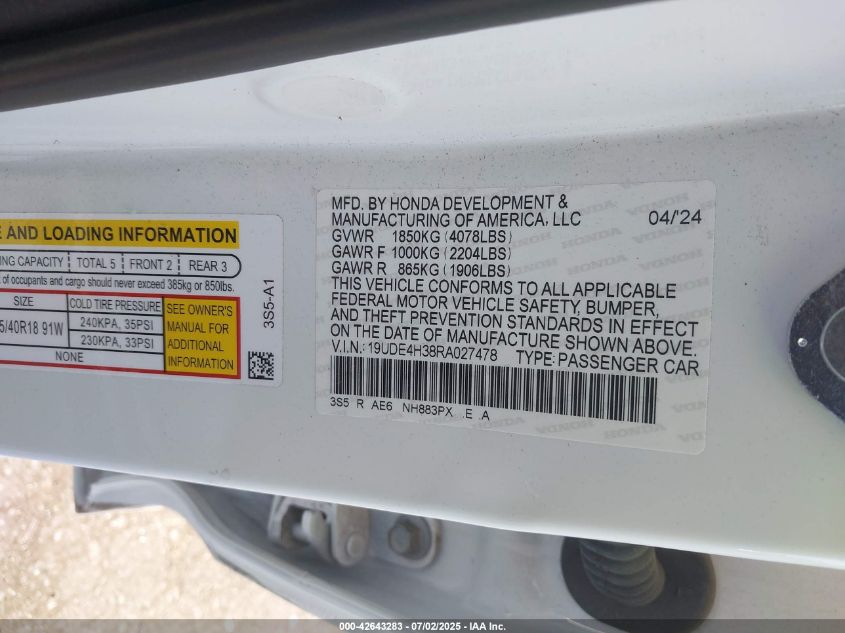 E AND LOADING INFORMATION
NG CAPACITY TOTAL 5 FRONT 2 REAR 3
of occupants and cargo should never exceed 385kg or 850lbs.
SIZE COLD TIRE PRESSURE SEE OWNER'S MANUAL FOR ADDITIONAL INFORMATION
5/40R18 91W 240KPA, 35PSI
230KPA, 33PSI
NONE
3S5-A1
MFD. BY HONDA DEVELOPMENT &
MANUFACTURING OF AMERICA, LLC 04/'24
GVWR 1850KG (4078LBS)
GAWR F 1000KG (2204LBS)
GAWR R 865KG (1906LBS)
THIS VEHICLE CONFORMS TO ALL APPLICABLE
FEDERAL MOTOR VEHICLE SAFETY, BUMPER,
AND THEFT PREVENTION STANDARDS IN EFFECT
ON THE DATE OF MANUFACTURE SHOWN ABOVE.
V.I.N.: 19UDE4H38RA027478 TYPE: PASSENGER CAR
3S5 R AE6 NH883PX .E .A
000-42643283 - 07/02/2025 - IAA Inc.